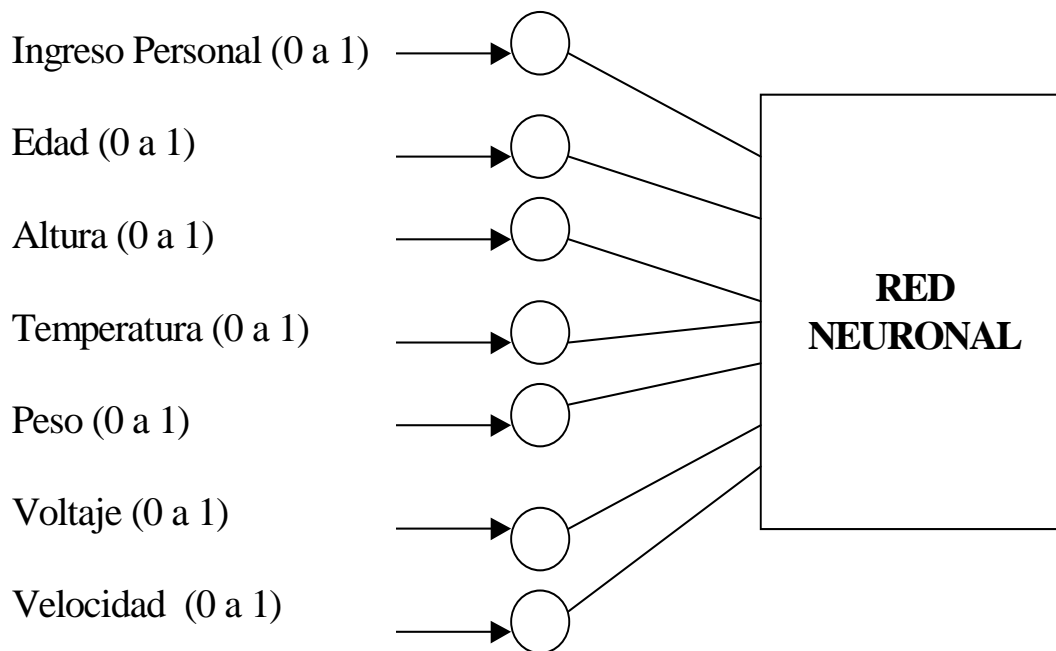 Ingreso Personal (0 a 1)
Edad (0 a 1)
Altura (0 a 1)
Temperatura (0 a 1)
Peso (0 a 1)
Voltaje (0 a 1)
Velocidad (0 a 1)
RED
NEURONAL